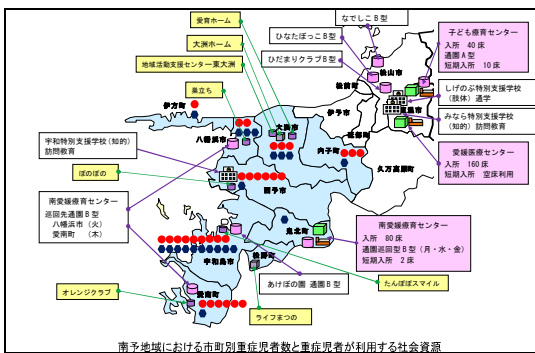 愛育ホーム
大洲ホーム
地域活動支援センター東大洲
巣立ち
なでしこB型
ひなたぼっこB型
ひだまりクラブB型
子ども療育センター
入所 40床
通園A型
短期入所 10床
しげのぶ特別支援学校
(肢体)通学
みなら特別支援学校
(知的)訪問教育
愛媛医療センター
入所 160床
短期入所 空床利用
松山市
松前町
東温市
伊予市
砥部町
久万高原町
伊方町
八幡浜市
大洲市
内子町
西予市
宇和特別支援学校(知的)
訪問教育
ぽのぽの
南愛媛療育センター
巡回先通園B型
八幡浜市 (火)
愛南町 (木)
鬼北町
宇和島市
松野町
愛南町
南愛媛療育センター
入所 80床
通園巡回型B型(月・水・金)
短期入所 2床
あけぼの園 通園B型
たんぽぽスマイル
オレンジクラブ
ライフまつの
南予地域における市町別重症児者数と重症児者が利用する社会資源